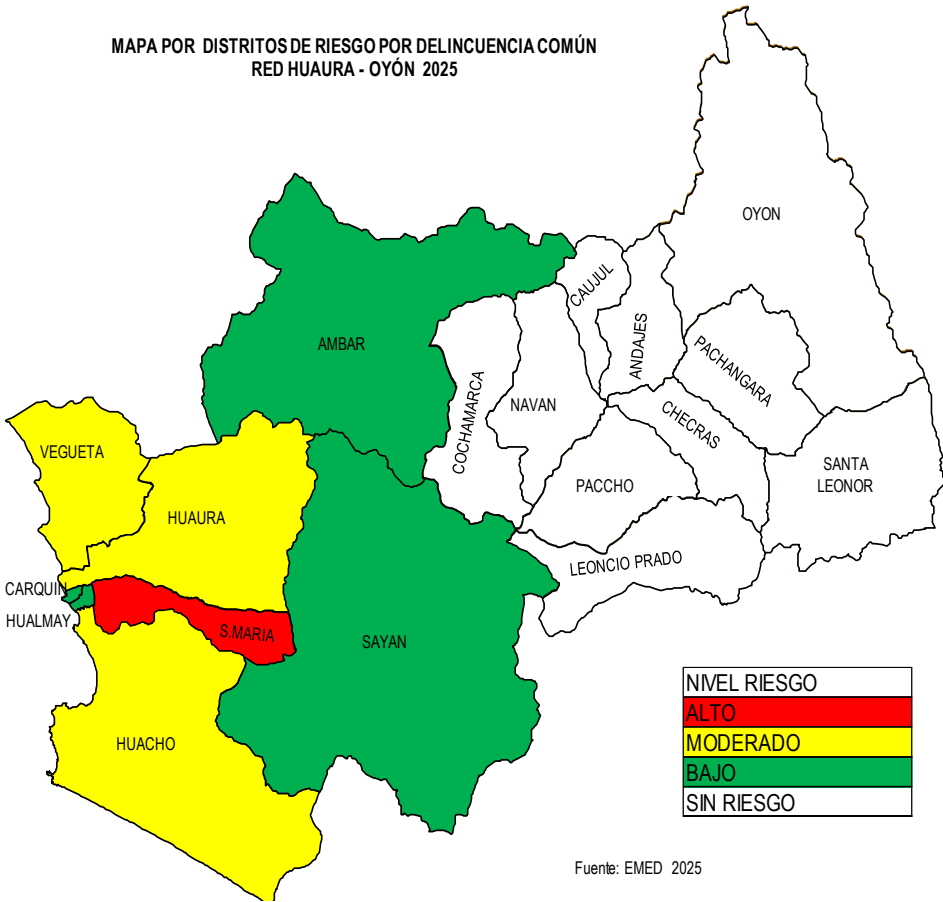 MAPA POR DISTRITOS DE RIESGO POR DELINCUENCIA COMÚN
RED HUAURA - OYÓN 2025
OYON
CAUJUL
ANDAJES
AMBAR
PACHANGARA
COCHAMARCA
NAVAN
CHECRAS
VEGUETA
SANTA
LEONOR
PACCHO
HUAURA
LEONCIO PRADO
CARQUIN
HUALMAY
S.MARIA
SAYAN
HUACHO
NIVEL RIESGO
ALTO
MODERADO
BAJO
SIN RIESGO
Fuente: EMED 2025